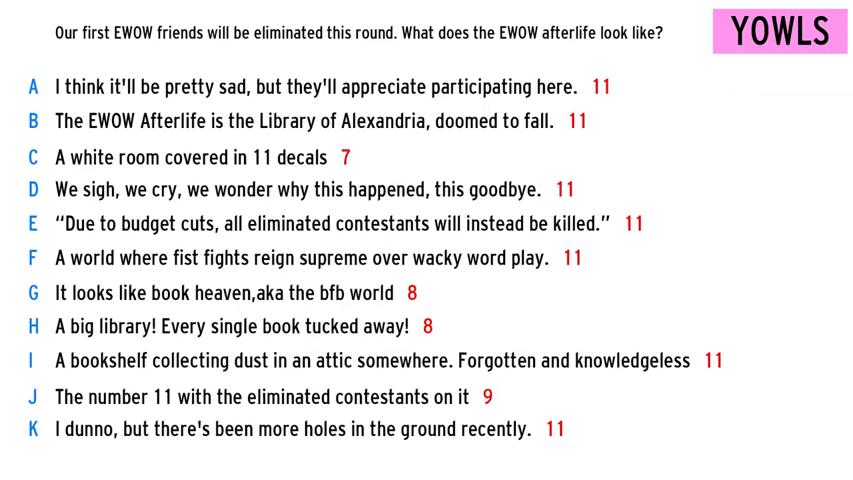 Our first EWOW friends will be eliminated this round. What does the EWOW afterlife look like?
YOWLS
A I think it'll be pretty sad, but they'll appreciate participating here. 11
B The EWOW Afterlife is the Library of Alexandria, doomed to fall. 11
C A white room covered in 11 decals 7
D We sigh, we cry, we wonder why this happened, this goodbye. 11
E “Due to budget cuts, all eliminated contestants will instead be killed.” 11
F A world where fist fights reign supreme over wacky word play. 11
G It looks like book heaven,aka the bfb world 8
H A big library! Every single book tucked away! 8
I A bookshelf collecting dust in an attic somewhere. Forgotten and knowledgeless 11
J The number 11 with the eliminated contestants on it 9
K I dunno, but there's been more holes in the ground recently. 11